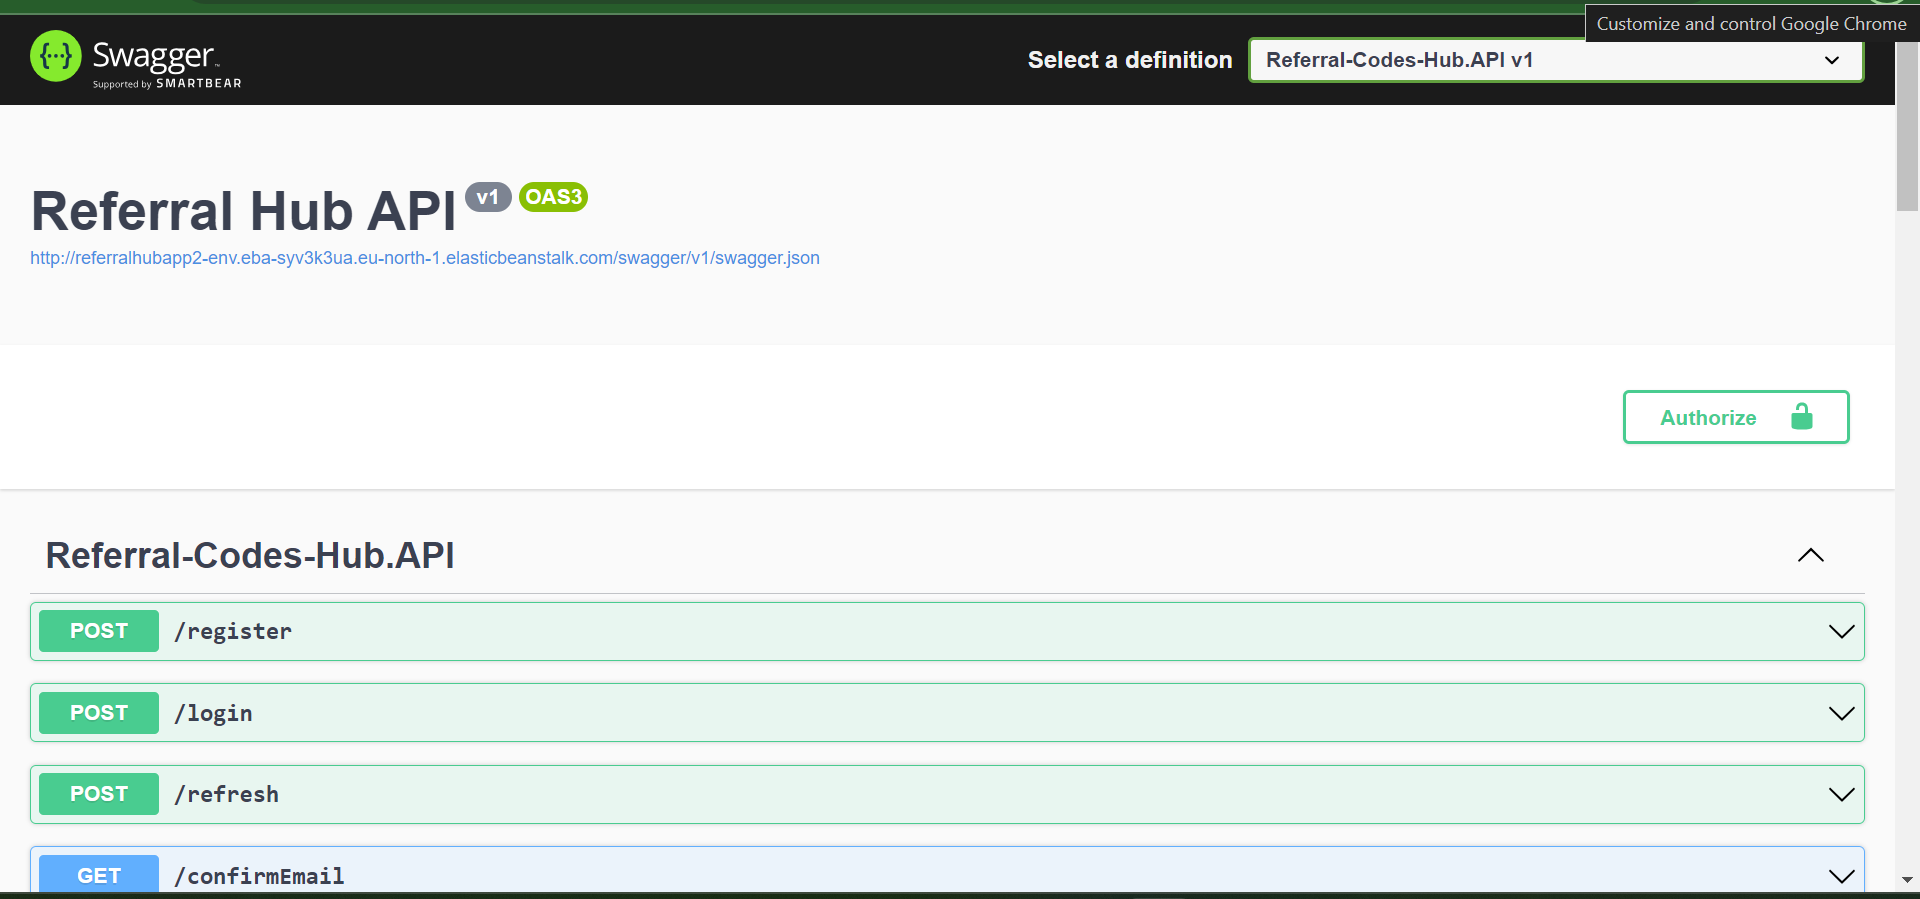 Customize and control Google Chrome
{···} Swagger™
Supported by SMARTBEAR
Select a definition
Referral-Codes-Hub.API v1
Referral Hub API v1 OAS3
http://referralhubapp2-env.eba-syv3k3ua.eu-north-1.elasticbeanstalk.com/swagger/v1/swagger.json
Authorize
Referral-Codes-Hub.API
POST /register
POST /login
POST /refresh
GET /confirmEmail